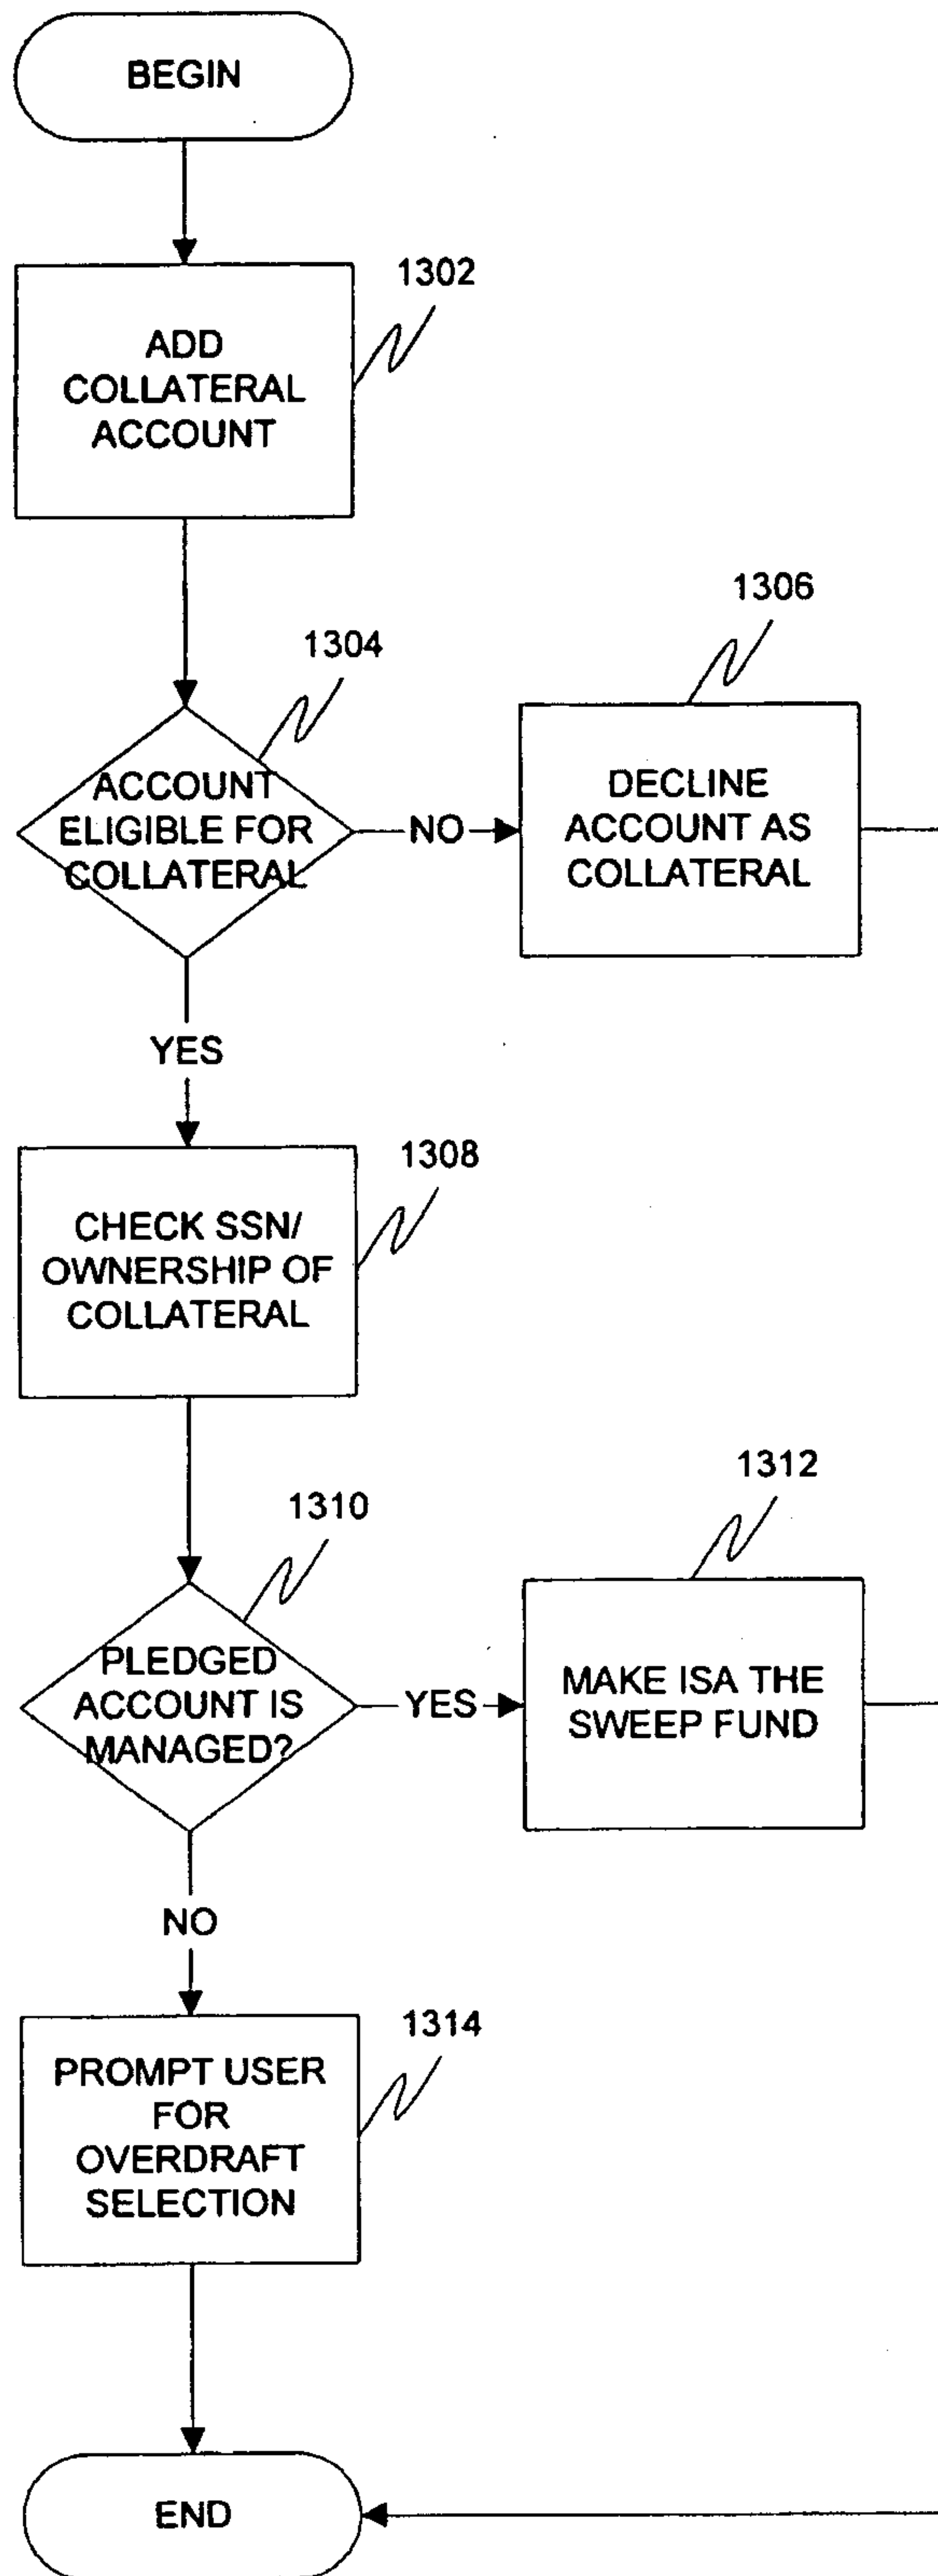 BEGIN
1302
ADD
COLLATERAL
ACCOUNT
1304
ACCOUNT
ELIGIBLE FOR
COLLATERAL
NO
1306
DECLINE
ACCOUNT AS
COLLATERAL
YES
1308
CHECK SSN/
OWNERSHIP OF
COLLATERAL
1310
PLEDGED
ACCOUNT IS
MANAGED?
YES
1312
MAKE ISA THE
SWEEP FUND
NO
1314
PROMPT USER
FOR
OVERDRAFT
SELECTION
END